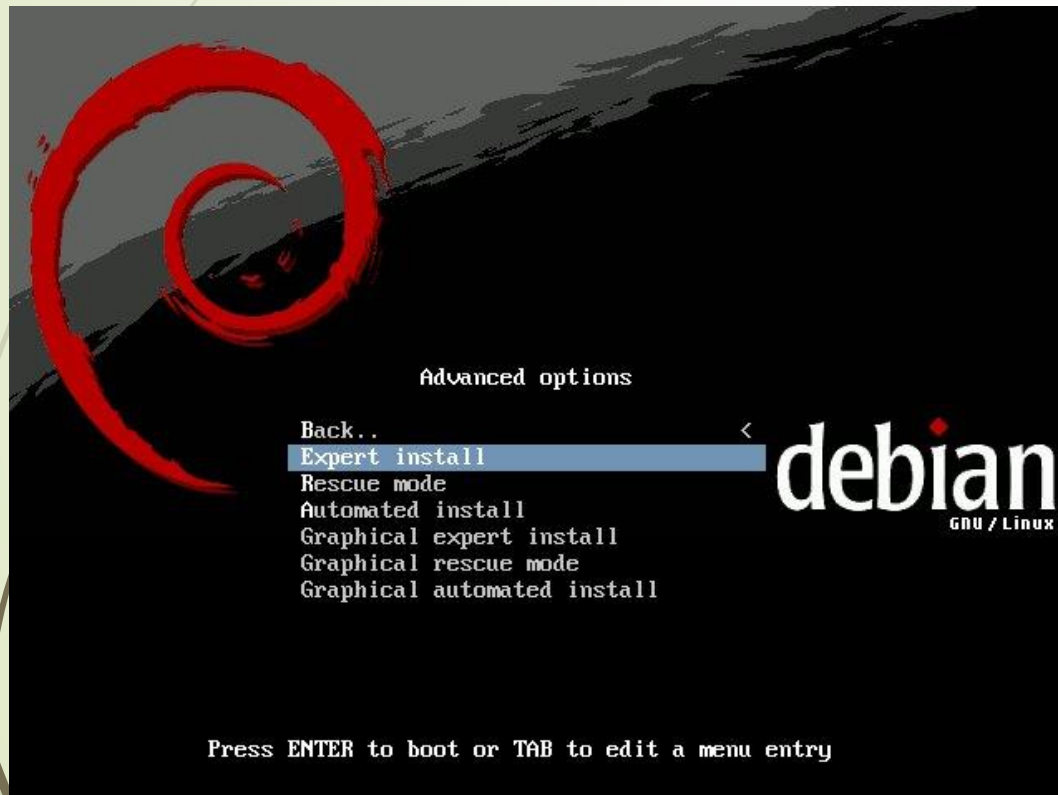 Advanced options
Back.. <
Expert install
Rescue mode
Automated install
Graphical expert install
Graphical rescue mode
Graphical automated install
debian
GNU / Linux
Press ENTER to boot or TAB to edit a menu entry